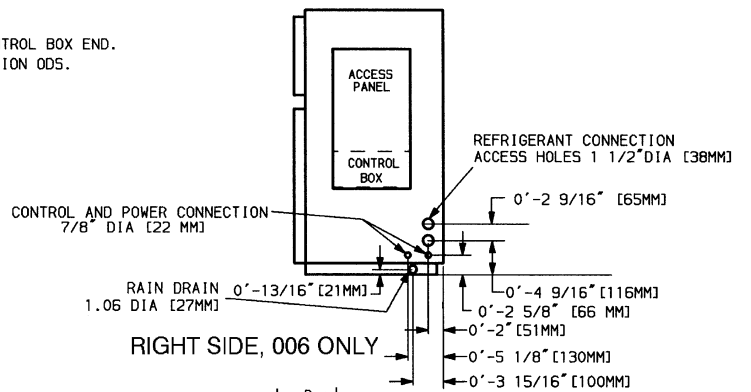 TROL BOX END.
ION ODS.
ACCESS
PANEL
CONTROL
BOX
REFRIGERANT CONNECTION
ACCESS HOLES 1 1/2"DIA [38MM]
0'-2 9/16" [65MM]
CONTROL AND POWER CONNECTION
7/8" DIA [22 MM]
RAIN DRAIN
1.06 DIA [27MM]
0'-13/16" [21MM]
0'-4 9/16" [116MM]
0'-2 5/8" [66 MM]
0'-2" [51MM]
RIGHT SIDE, 006 ONLY
0'-5 1/8" [130MM]
0'-3 15/16" [100MM]